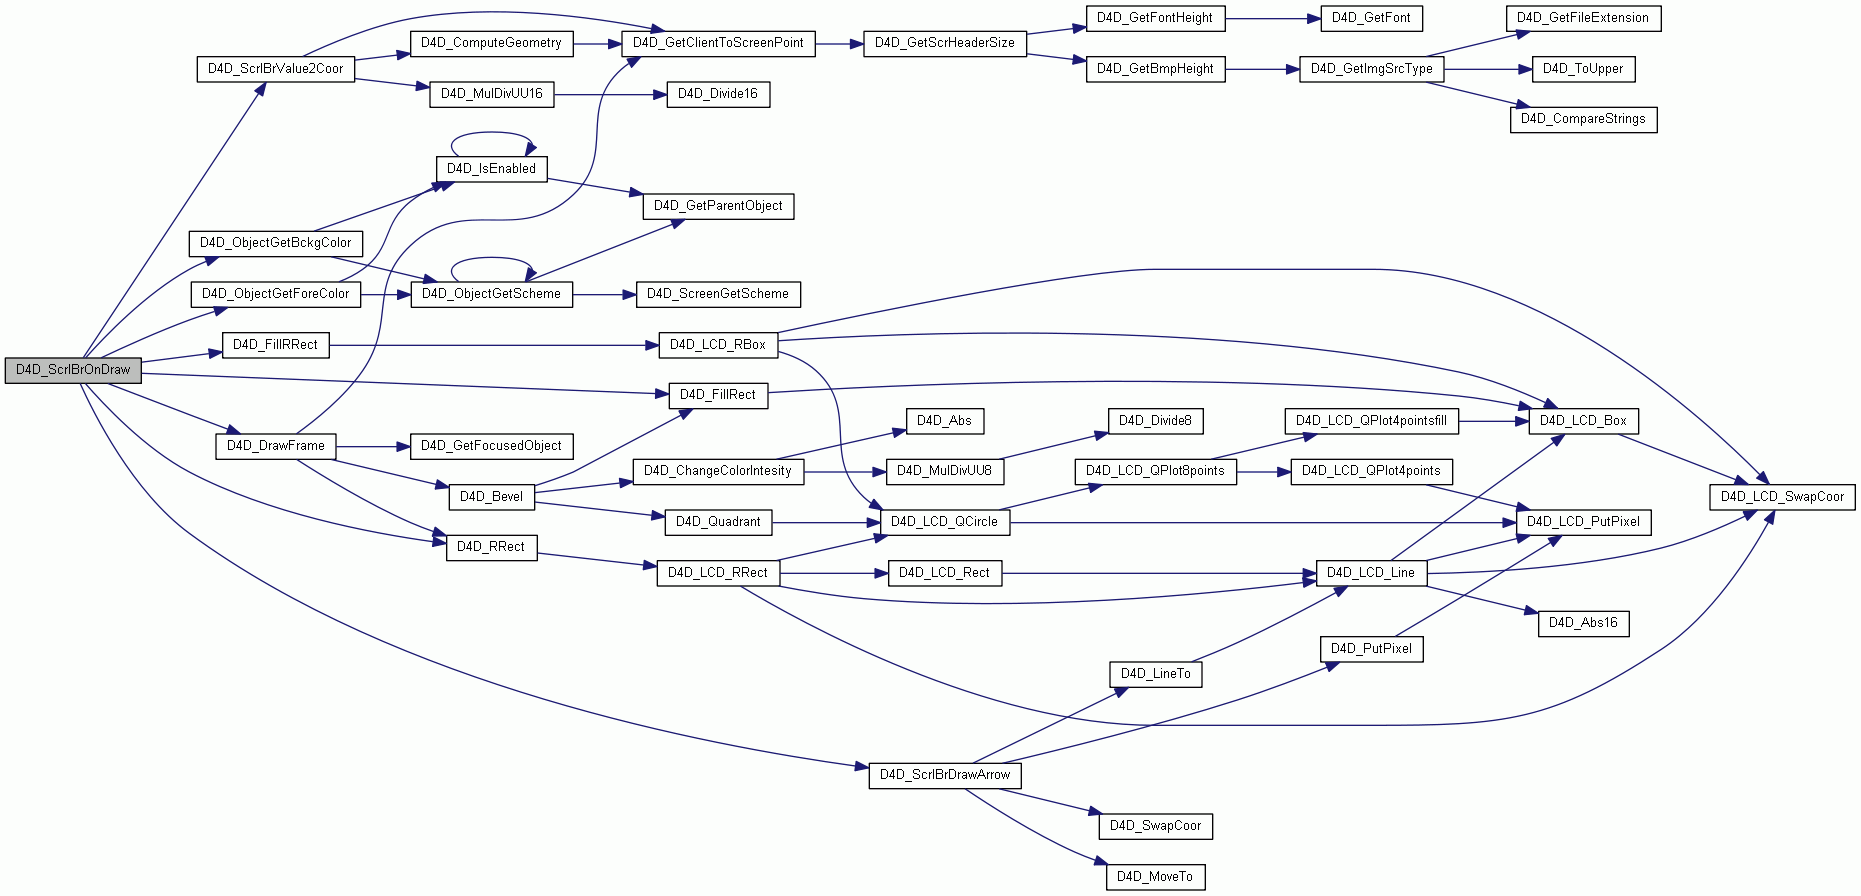 D4D_GetFontHeight
D4D_GetFont
D4D_GetFileExtension
D4D_ComputeGeometry
D4D_GetClientToScreenPoint
D4D_GetScrHeaderSize
D4D_ScrlBrValue2Coor
D4D_GetBmpHeight
D4D_GetImgSrcType
D4D_ToUpper
D4D_MulDivUU16
D4D_Divide16
D4D_CompareStrings
D4D_IsEnabled
D4D_GetParentObject
D4D_ObjectGetBckgColor
D4D_ObjectGetForeColor
D4D_ObjectGetScheme
D4D_ScreenGetScheme
D4D_FillRRect
D4D_LCD_RBox
D4D_ScrlBrOnDraw
D4D_FillRect
D4D_Abs
D4D_Divide8
D4D_LCD_QPlot4pointsfill
D4D_LCD_Box
D4D_DrawFrame
D4D_GetFocusedObject
D4D_ChangeColorIntesity
D4D_MulDivUU8
D4D_LCD_QPlot8points
D4D_LCD_QPlot4points
D4D_Bevel
D4D_LCD_SwapCoor
D4D_Quadrant
D4D_LCD_QCircle
D4D_LCD_PutPixel
D4D_RRect
D4D_LCD_RRect
D4D_LCD_Rect
D4D_LCD_Line
D4D_Abs16
D4D_PutPixel
D4D_LineTo
D4D_ScrlBrDrawArrow
D4D_SwapCoor
D4D_MoveTo